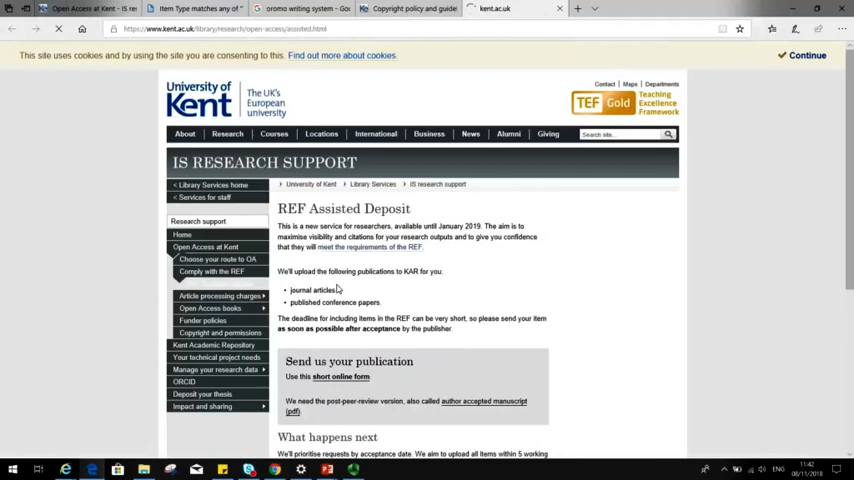 Open Access at Kent - IS re
Item Type matches any of "
oromo writing system - Goo
Copyright policy and guide
kent.ac.uk
https://www.kent.ac.uk/library/research/open-access/assisted.html
This site uses cookies and by using the site you are consenting to this. Find out more about cookies.
Continue
University of Kent
The UK's European university
Contact | Maps | Departments
TEF Gold
Teaching Excellence Framework
About Research Courses Locations International Business News Alumni Giving
Search site...
IS RESEARCH SUPPORT
< Library Services home
< Services for staff
Research support
Home
Open Access at Kent
Choose your route to OA
Comply with the REF
Article processing charges
Open Access books
Funder policies
Copyright and permissions
Kent Academic Repository
Your technical project needs
Manage your research data
ORCID
Deposit your thesis
Impact and sharing
University of Kent Library Services IS research support
REF Assisted Deposit
This is a new service for researchers, available until January 2019. The aim is to
maximise visibility and citations for your research outputs and to give you confidence
that they will meet the requirements of the REF.
We'll upload the following publications to KAR for you:
• journal articles
• published conference papers.
The deadline for including items in the REF can be very short, so please send your item
as soon as possible after acceptance by the publisher.
Send us your publication
Use this short online form
We need the post-peer-review version, also called author accepted manuscript
(pdf)
What happens next
We'll prioritise requests by acceptance date. We aim to upload all items within 5 working
ENG
11:42
08/11/2018